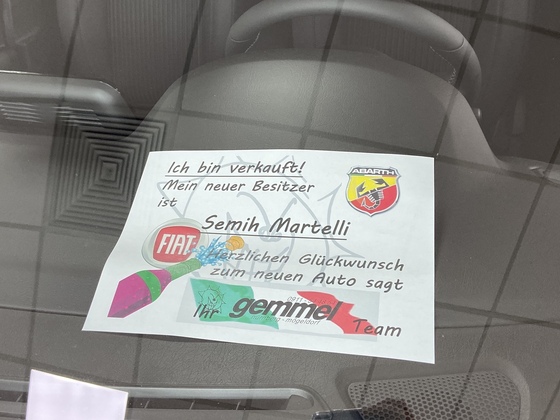 Ich bin verkauft!
Mein neuer Besitzer
ist
ABARTH
Semih Martelli
FIAT
Herzlichen Glückwunsch
zum neuen Auto sagt
Ihr gemmel Team